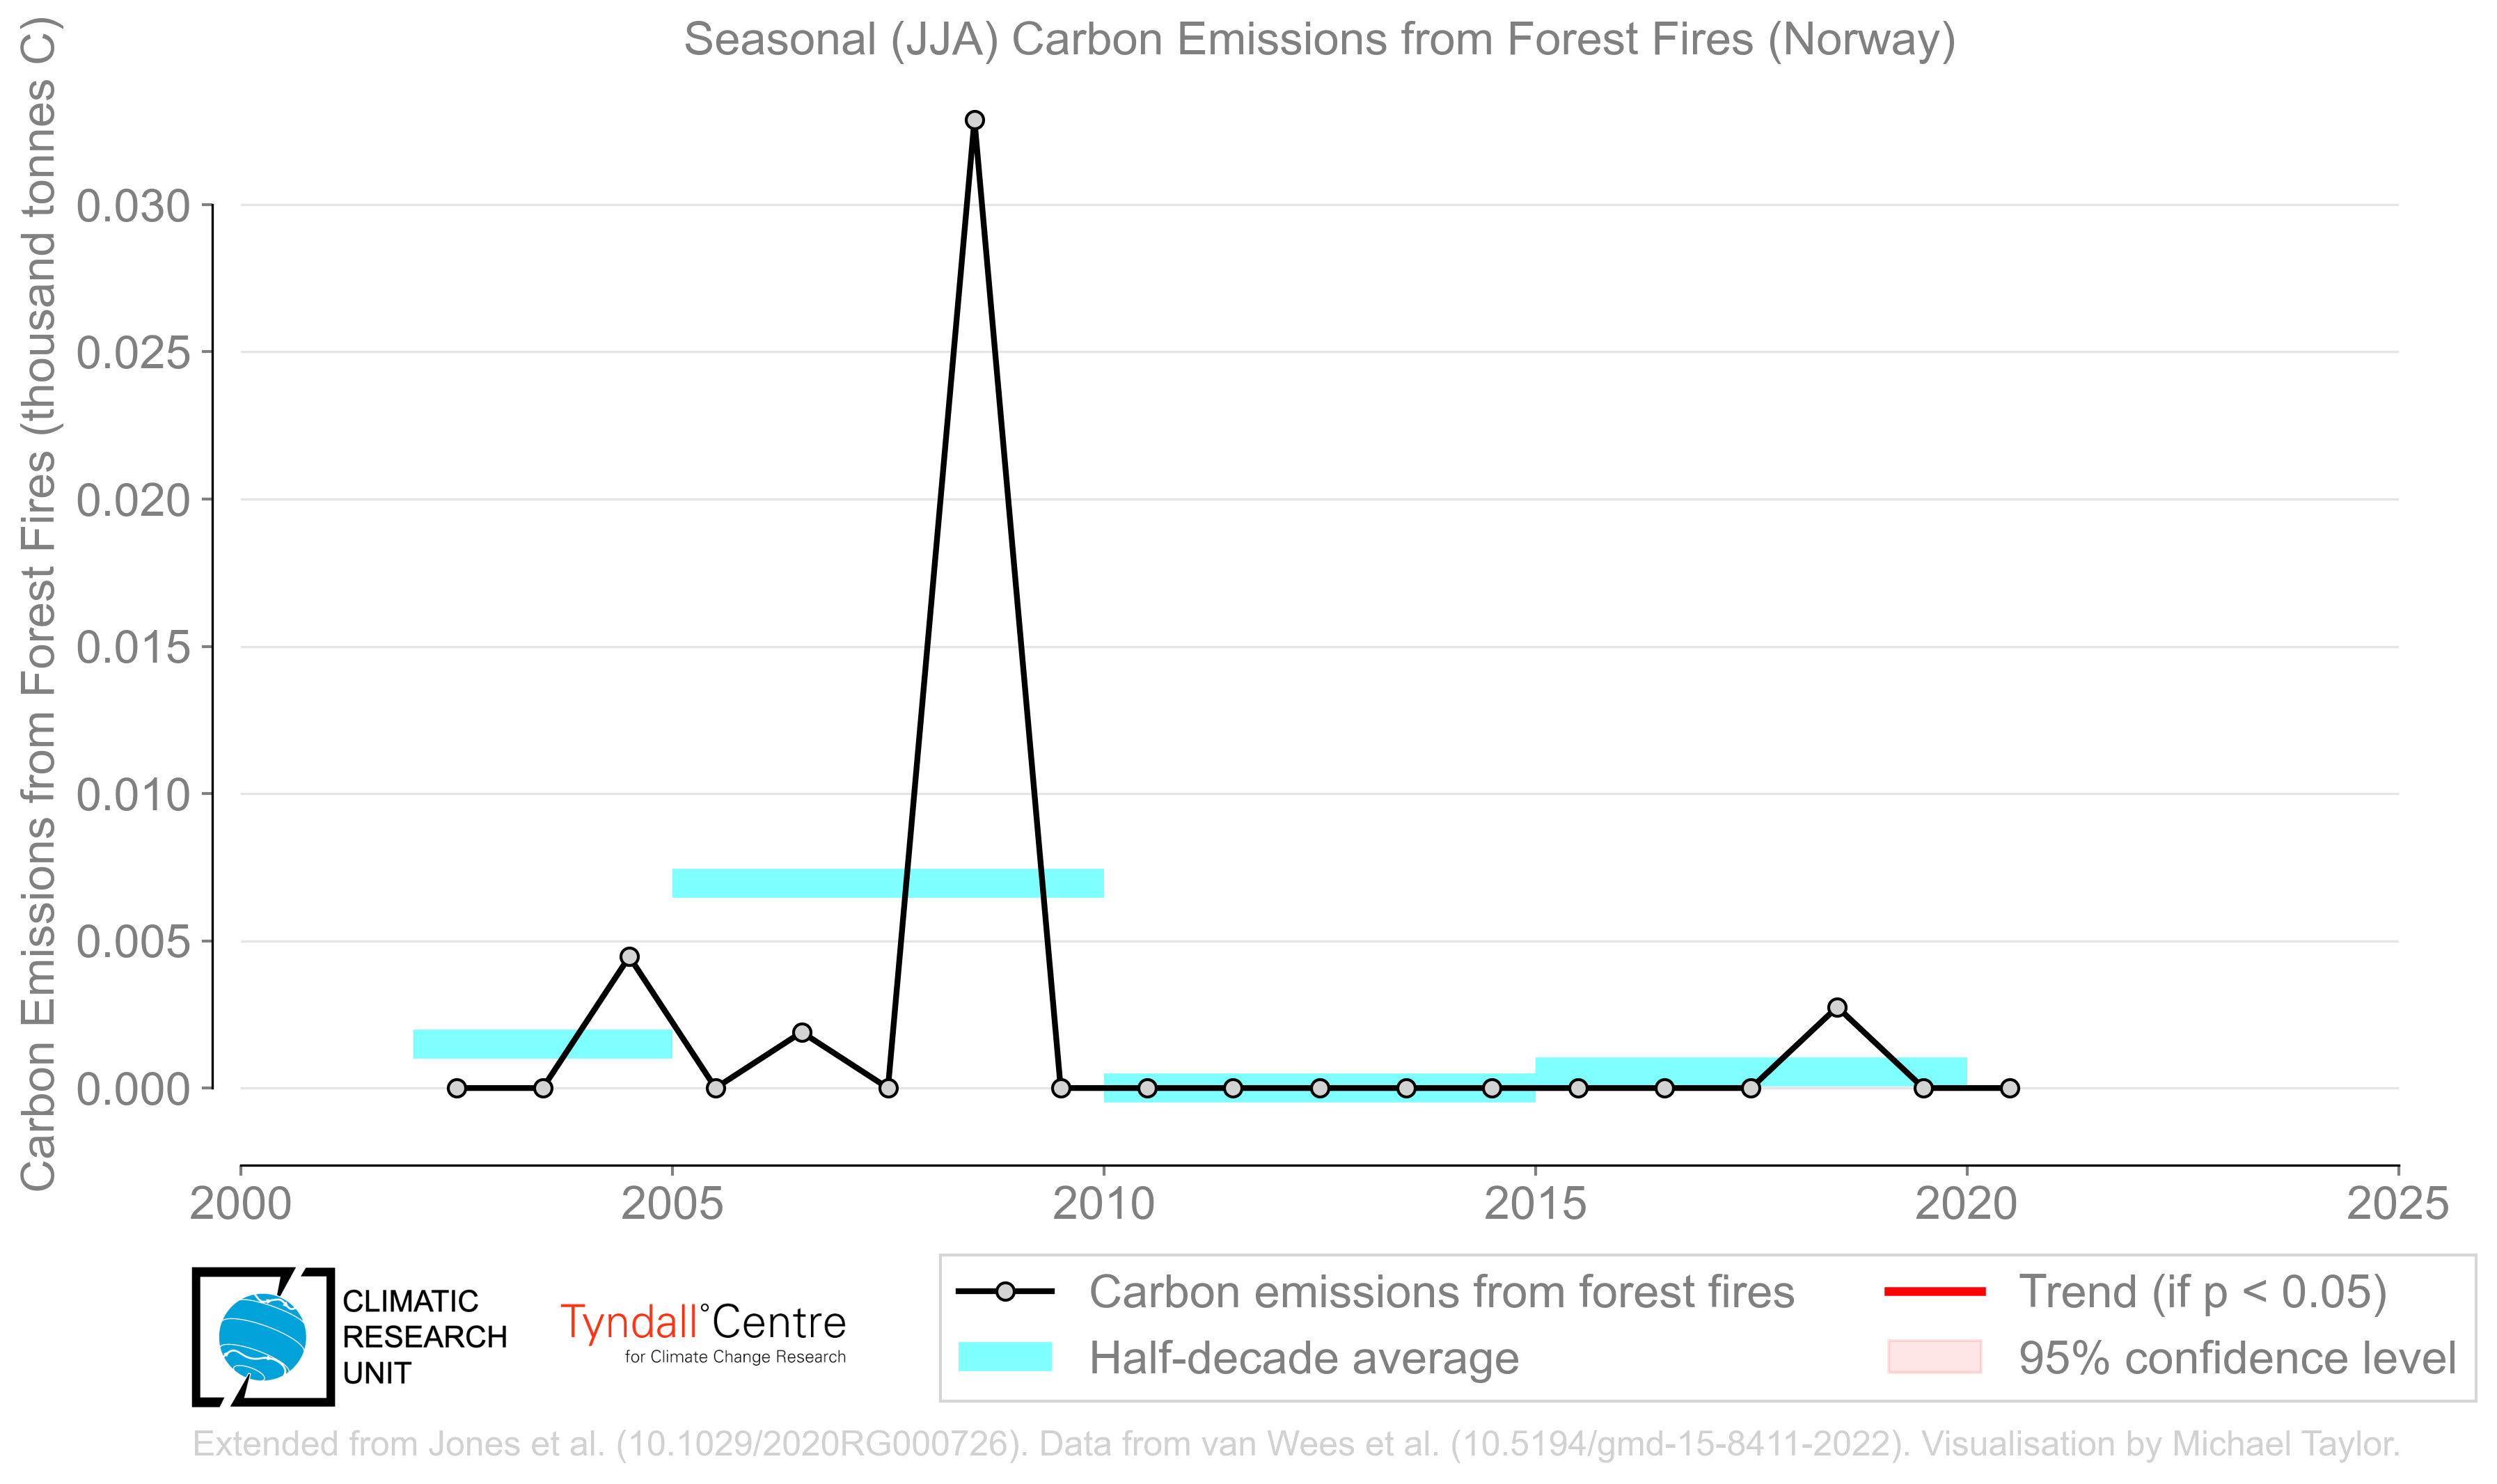 Seasonal (JJA) Carbon Emissions from Forest Fires (Norway)
Carbon Emissions from Forest Fires (thousand tonnes C)
0.030
0.025
0.020
0.015
0.010
0.005
0.000
2000 2005 2010 2015 2020 2025
CLIMATIC
RESEARCH
UNIT
Tyndall°Centre
for Climate Change Research
Carbon emissions from forest fires
Half-decade average
Trend (if p < 0.05)
95% confidence level
Extended from Jones et al. (10.1029/2020RG000726). Data from van Wees et al. (10.5194/gmd-15-8411-2022). Visualisation by Michael Taylor.